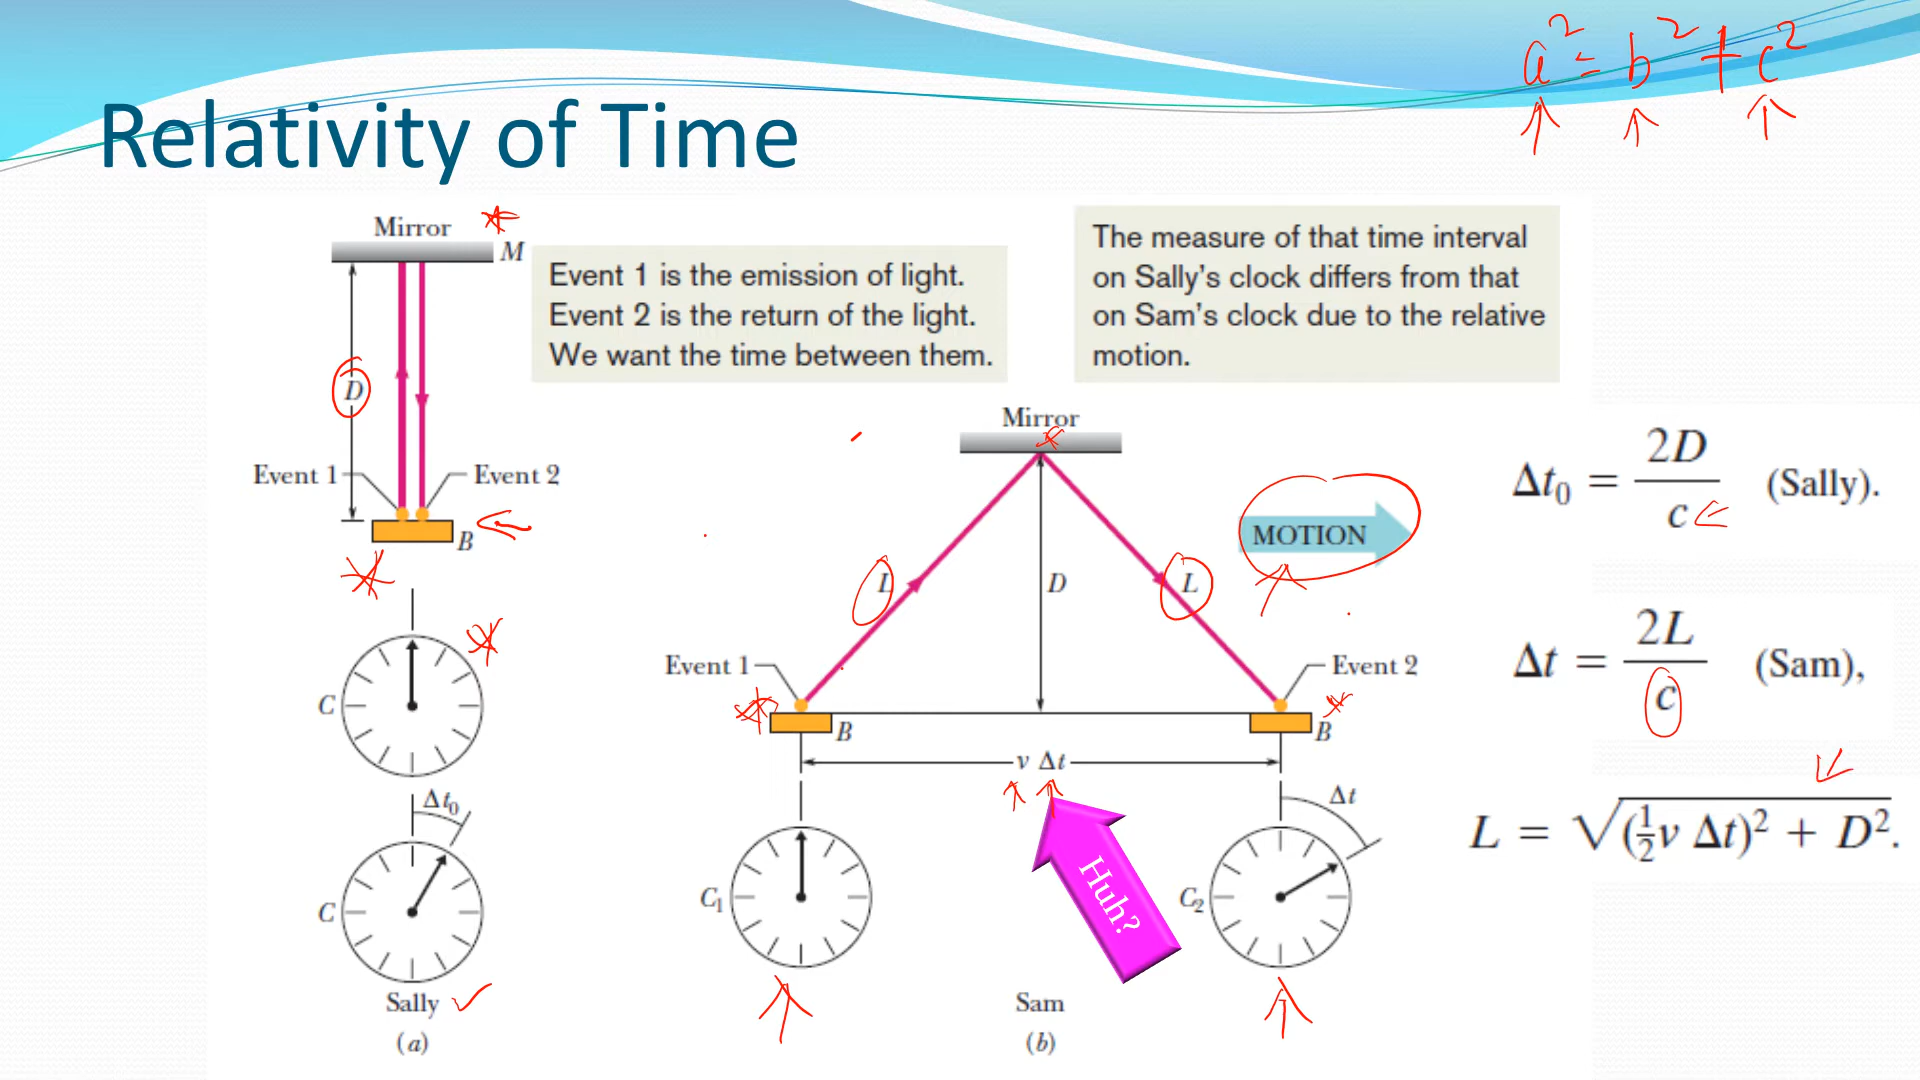 a² = b² + c²
Relativity of Time
Mirror
M
Event 1 is the emission of light.
Event 2 is the return of the light.
We want the time between them.
The measure of that time interval
on Sally's clock differs from that
on Sam's clock due to the relative
motion.
D
Event 1
Event 2
B
Mirror
MOTION
L
D
L
Event 1
Event 2
B
B
v Δt
Δt₀ = 2D/c (Sally).
Δt = 2L/c (Sam),
L = √(½v Δt)² + D².
C
Δt₀
C
Sally
(a)
C₁
Huh?
Δt
C₂
Sam
(b)